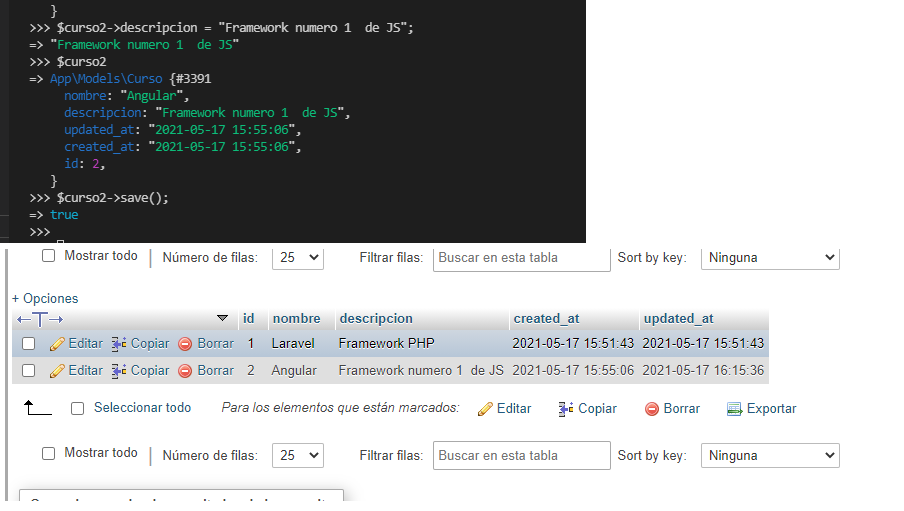 }
>>> $curso2->descripcion = "Framework numero 1  de JS";
=> "Framework numero 1  de JS"
>>> $curso2
=> App\Models\Curso {#3391
nombre: "Angular",
descripcion: "Framework numero 1  de JS",
updated_at: "2021-05-17 15:55:06",
created_at: "2021-05-17 15:55:06",
id: 2,
}
>>> $curso2->save();
=> true
>>>
Mostrar todo | Número de filas: 25 Filtrar filas: Buscar en esta tabla Sort by key: Ninguna
+ Opciones
id nombre descripcion created_at updated_at
Editar Copiar Borrar 1 Laravel Framework PHP 2021-05-17 15:51:43 2021-05-17 15:51:43
Editar Copiar Borrar 2 Angular Framework numero 1  de JS 2021-05-17 15:55:06 2021-05-17 16:15:36
Seleccionar todo Para los elementos que están marcados: Editar Copiar Borrar Exportar
Mostrar todo | Número de filas: 25 Filtrar filas: Buscar en esta tabla Sort by key: Ninguna